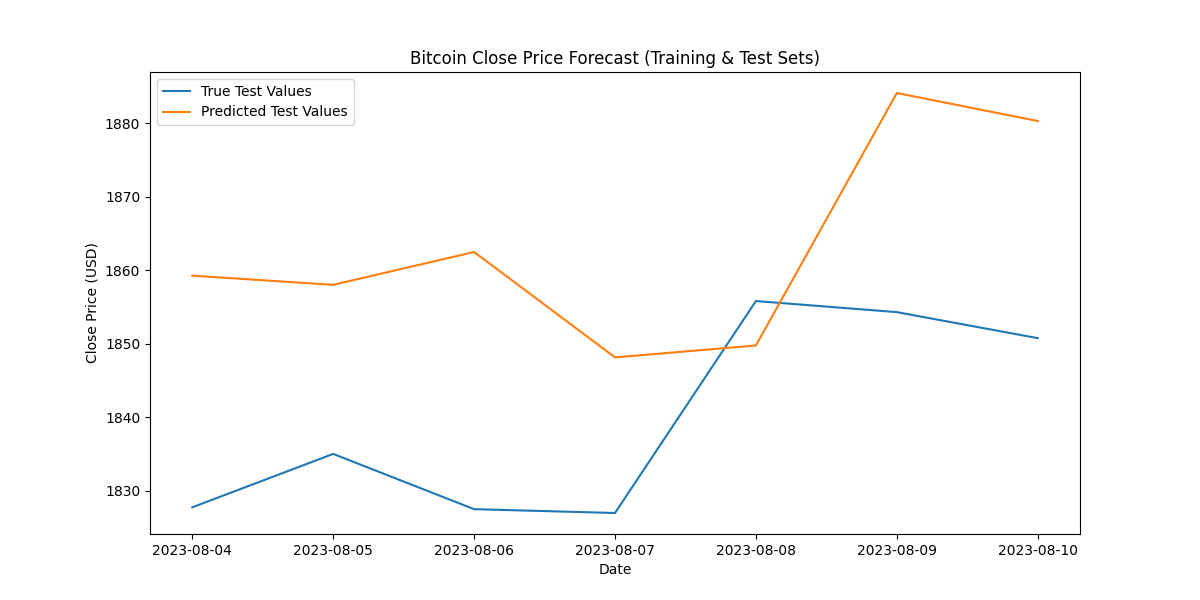 Bitcoin Close Price Forecast (Training & Test Sets)
True Test Values
Predicted Test Values
Close Price (USD)
1880
1870
1860
1850
1840
1830
2023-08-04 2023-08-05 2023-08-06 2023-08-07 2023-08-08 2023-08-09 2023-08-10
Date